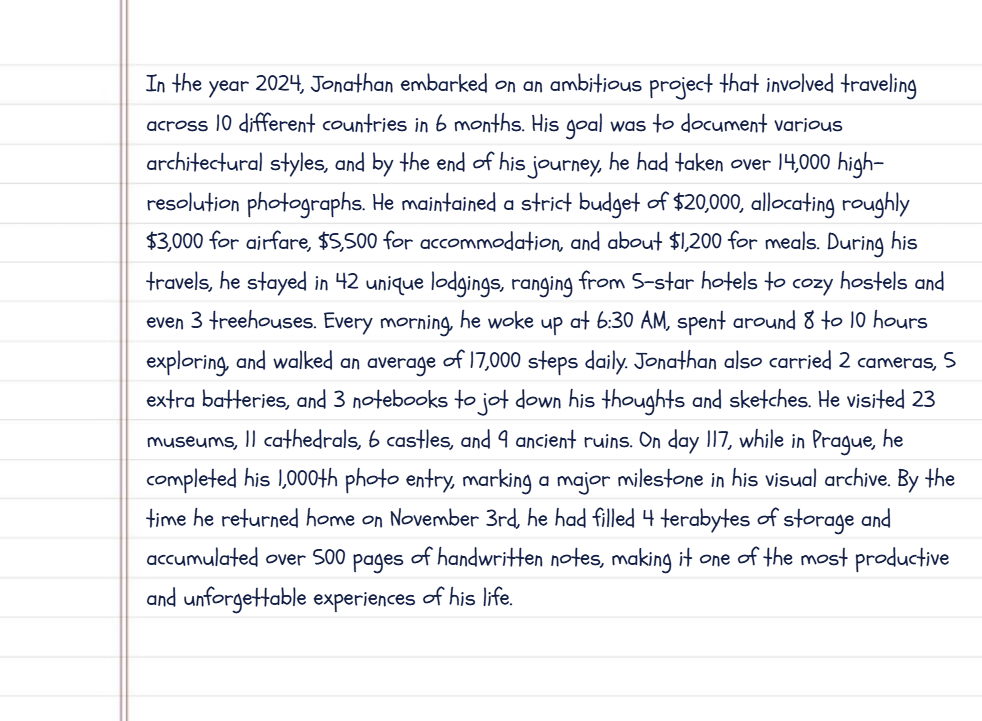 In the year 2024, Jonathan embarked on an ambitious project that involved traveling
across 10 different countries in 6 months. His goal was to document various
architectural styles, and by the end of his journey, he had taken over 14,000 high-
resolution photographs. He maintained a strict budget of $20,000, allocating roughly
$3,000 for airfare, $5,500 for accommodation, and about $1,200 for meals. During his
travels, he stayed in 42 unique lodgings, ranging from 5-star hotels to cozy hostels and
even 3 treehouses. Every morning, he woke up at 6:30 AM, spent around 8 to 10 hours
exploring, and walked an average of 17,000 steps daily. Jonathan also carried 2 cameras, 5
extra batteries, and 3 notebooks to jot down his thoughts and sketches. He visited 23
museums, 11 cathedrals, 6 castles, and 9 ancient ruins. On day 117, while in Prague, he
completed his 1,000th photo entry, marking a major milestone in his visual archive. By the
time he returned home on November 3rd, he had filled 4 terabytes of storage and
accumulated over 500 pages of handwritten notes, making it one of the most productive
and unforgettable experiences of his life.